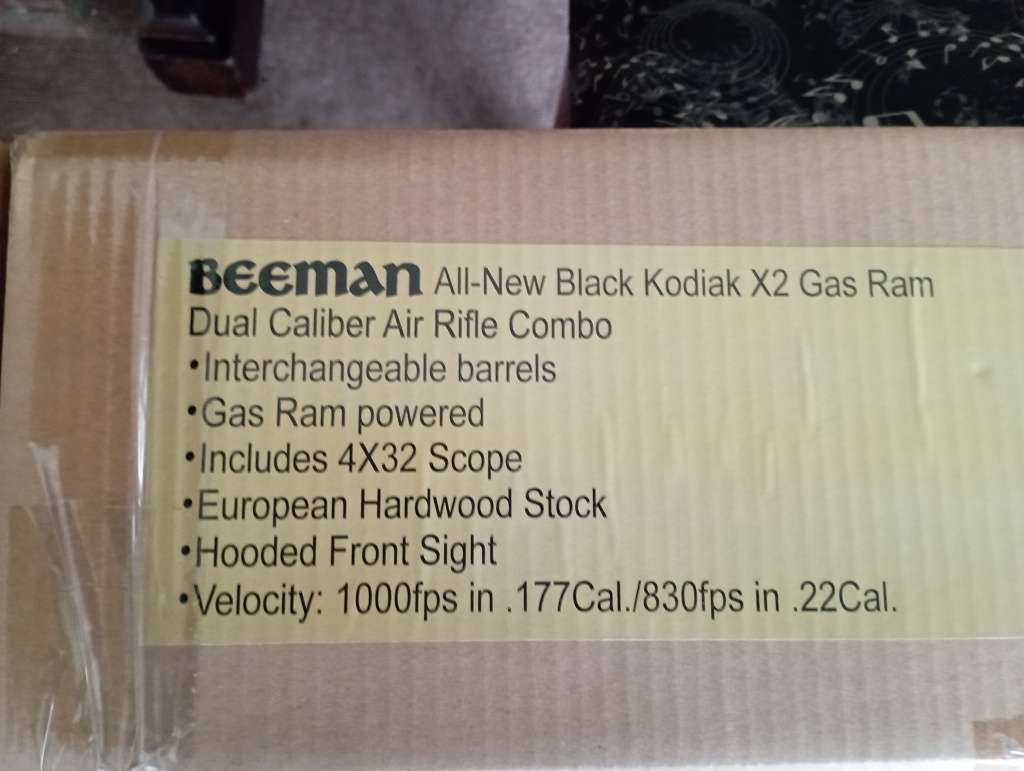 BEEMAN All-New Black Kodiak X2 Gas Ram
Dual Caliber Air Rifle Combo
•Interchangeable barrels
•Gas Ram powered
•Includes 4X32 Scope
•European Hardwood Stock
•Hooded Front Sight
•Velocity: 1000fps in .177Cal./830fps in .22Cal.